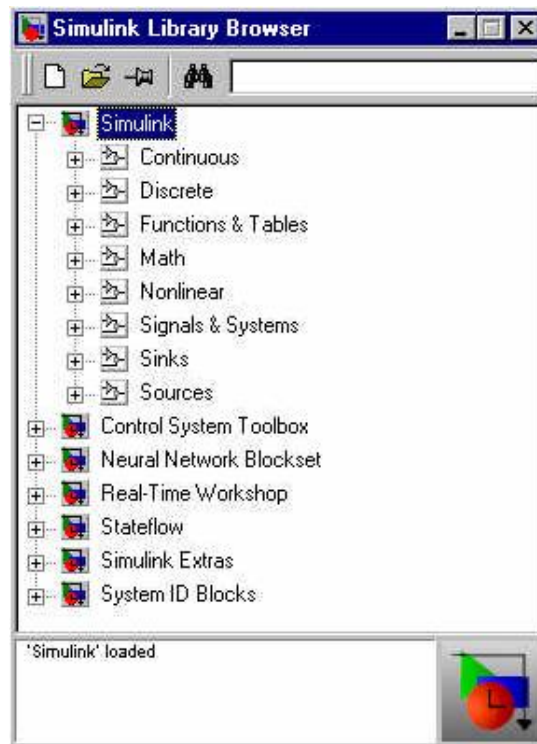 Simulink Library Browser
Simulink
Continuous
Discrete
Functions & Tables
Math
Nonlinear
Signals & Systems
Sinks
Sources
Control System Toolbox
Neural Network Blockset
Real-Time Workshop
Stateflow
Simulink Extras
System ID Blocks
'Simulink' loaded